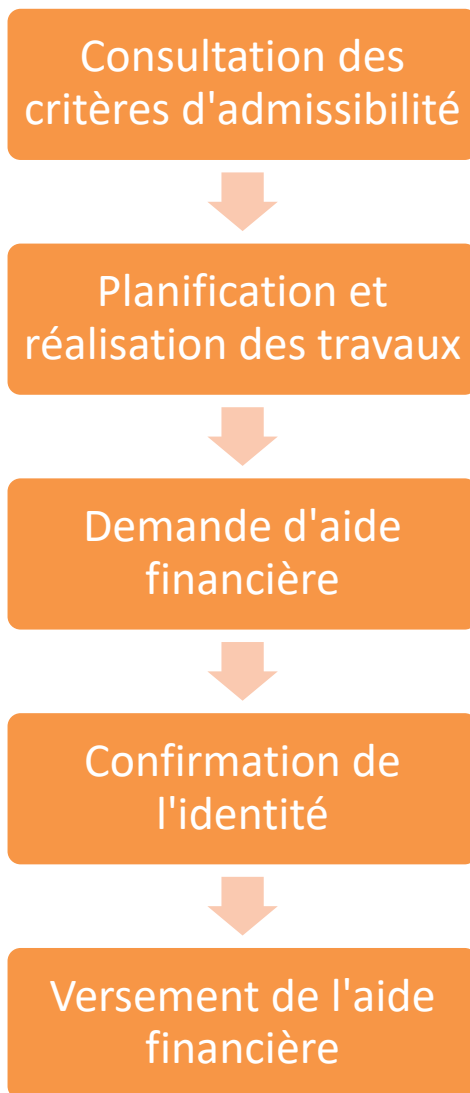 Consultation des
critères d'admissibilité
Planification et
réalisation des travaux
Demande d'aide
financière
Confirmation de
l'identité
Versement de l'aide
financière